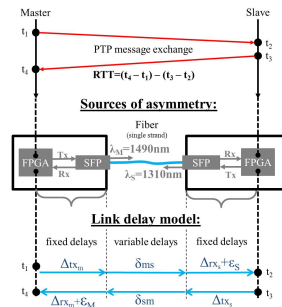 Master
Slave
t1
PTP message exchange
t2
t3
t4
RTT=(t4 – t1) – (t3 – t2)
Sources of asymmetry:
Fiber
(single strand)
λM=1490nm
FPGA
Tx
Rx
SFP
λS=1310nm
SFP
Rx
Tx
FPGA
Link delay model:
fixed delays
variable delays
fixed delays
t1
Δtxm
δms
Δrxs+εS
t2
t4
Δrxm+εM
δsm
Δtxs
t3